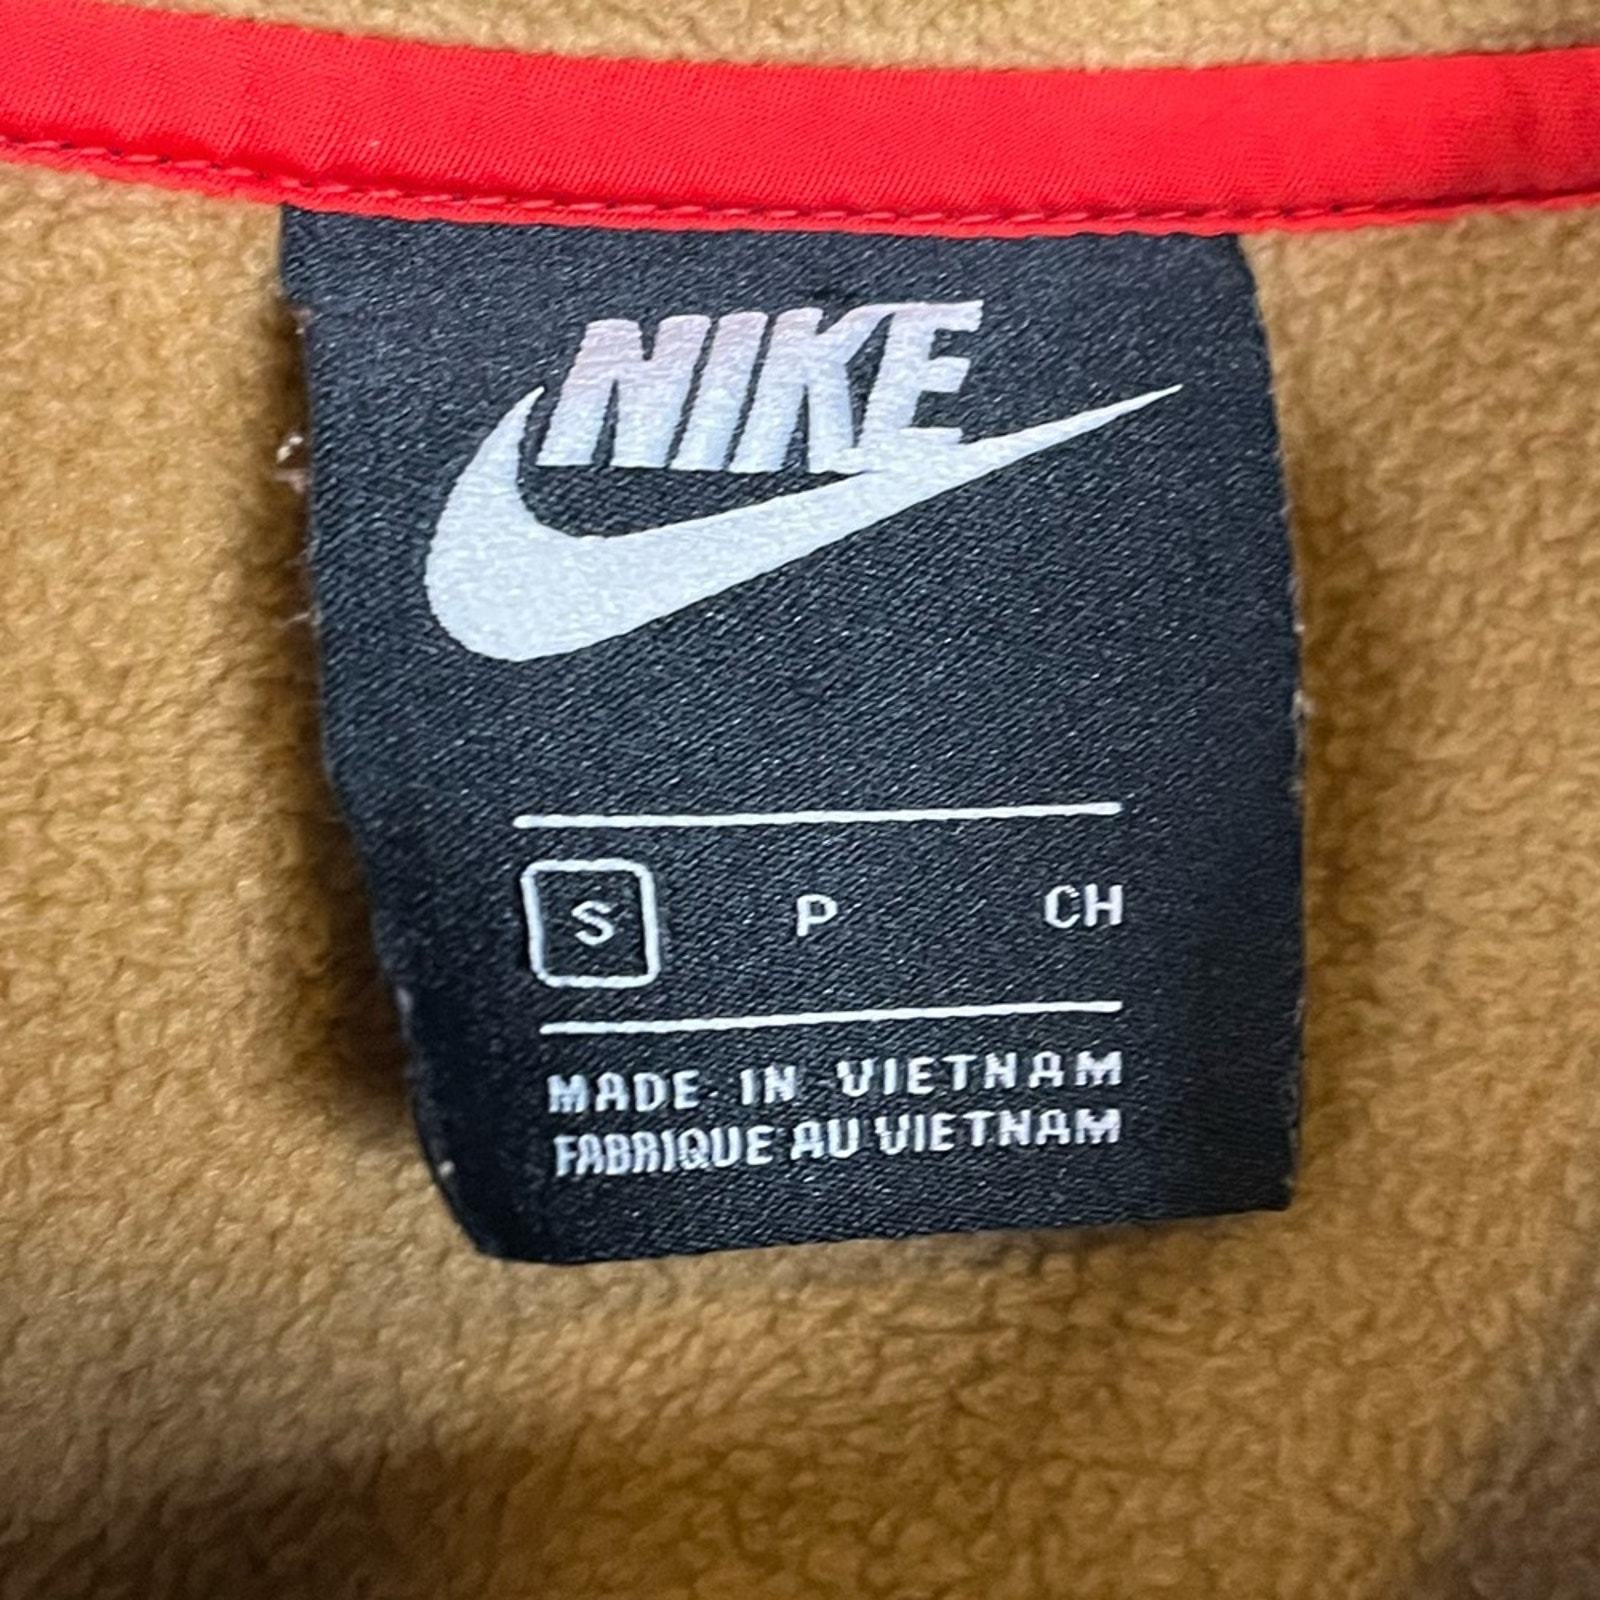 NIKE
S P CH
MADE IN VIETNAM
FABRIQUE AU VIETNAM